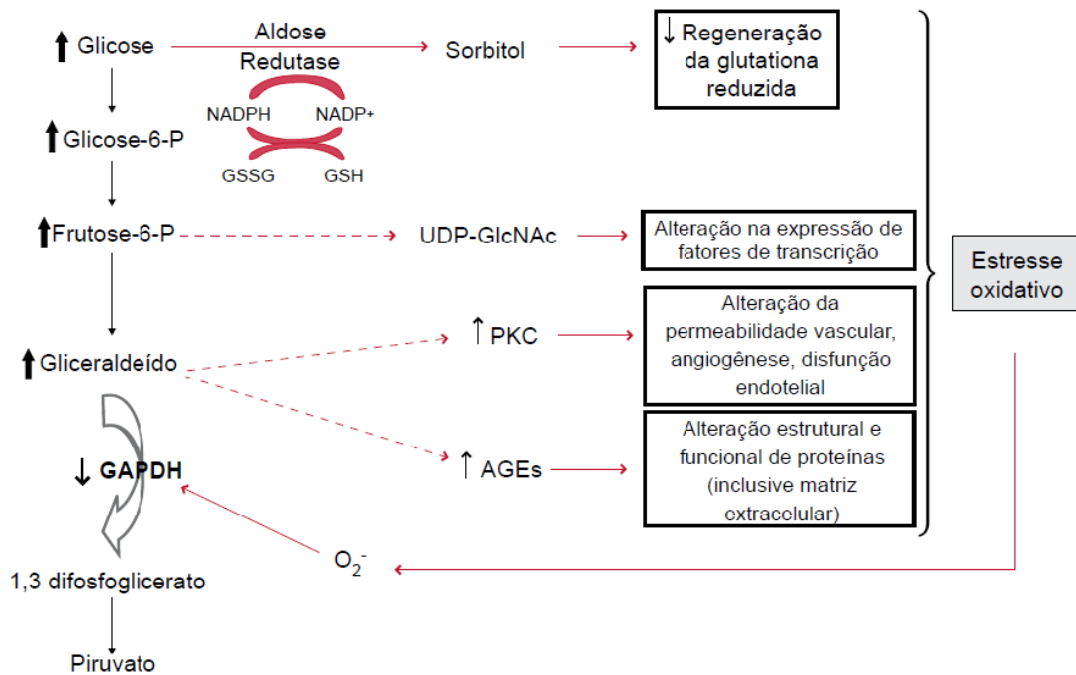 Glicose
Aldose
Redutase
Sorbitol
Regeneração
da glutationa
reduzida
NADPH
NADP+
GSSG
GSH
Glicose-6-P
Frutose-6-P
UDP-GlcNAc
Alteração na expressão de
fatores de transcrição
Estresse
oxidativo
Gliceraldeído
PKC
Alteração da
permeabilidade vascular,
angiogênese, disfunção
endotelial
AGEs
Alteração estrutural e
funcional de proteínas
(inclusive matriz
extracelular)
GAPDH
O₂⁻
1,3 difosfoglicerato
Piruvato